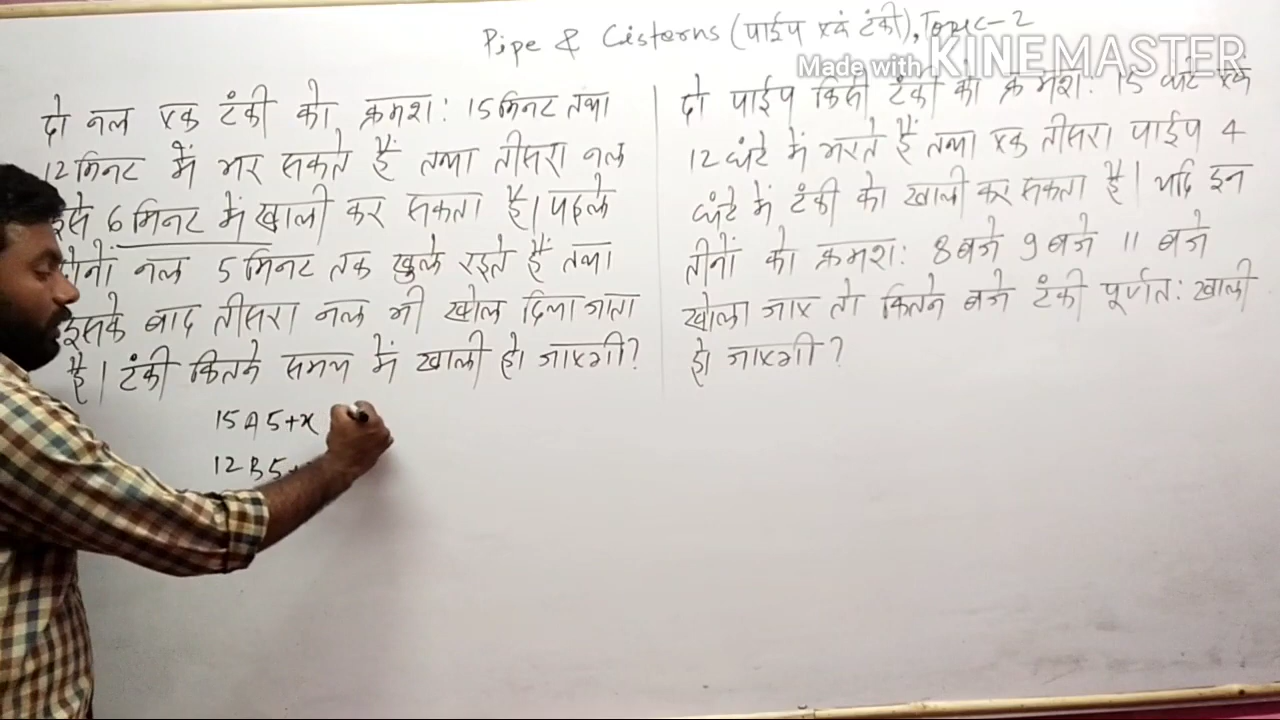 Pipe & Cisterns (पाईप एवं टंकी), Topic-2
Made with KINEMASTER
दो नल एक टंकी को क्रमश: 15 मिनट तथा
12 मिनट में भर सकते हैं तथा तीसरा नल
इसे 6 मिनट में खाली कर सकता है। पहले
दोनों नल 5 मिनट तक खुले रहते हैं तथा
इसके बाद तीसरा नल भी खोल दिया जाता
है। टंकी कितने समय में खाली हो जाएगी?
15 A 5+x
12 B 5+
दो पाईप किसी टंकी को क्रमश: 15 घंटे एवं
12 घंटे में भरते हैं तथा एक तीसरा पाईप 4
घंटे में टंकी को खाली कर सकता है। यदि इन
तीनों को क्रमश: 8 बजे 9 बजे 11 बजे
खोला जाए तो कितने बजे टंकी पूर्णत: खाली
हो जाएगी?